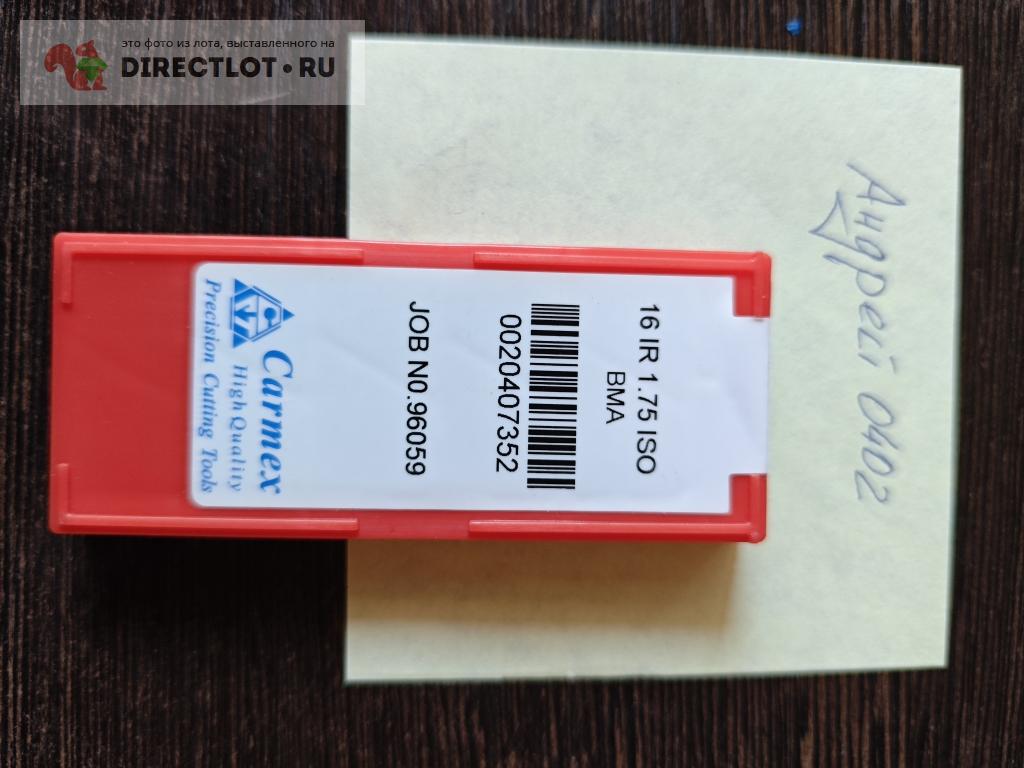 это фото из лота, выставленного на
DIRECTLOT.RU
16 IR 1.75 ISO
BMA
0020407352
JOB N0.96059
Carmex
High Quality
Precision Cutting Tools
Андрей 0402